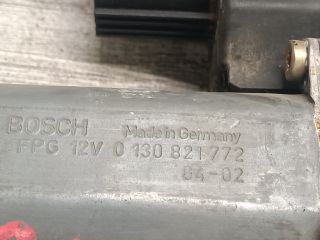 BOSCH Made in Germany
FPG 12V 0 130 821 772
04-02